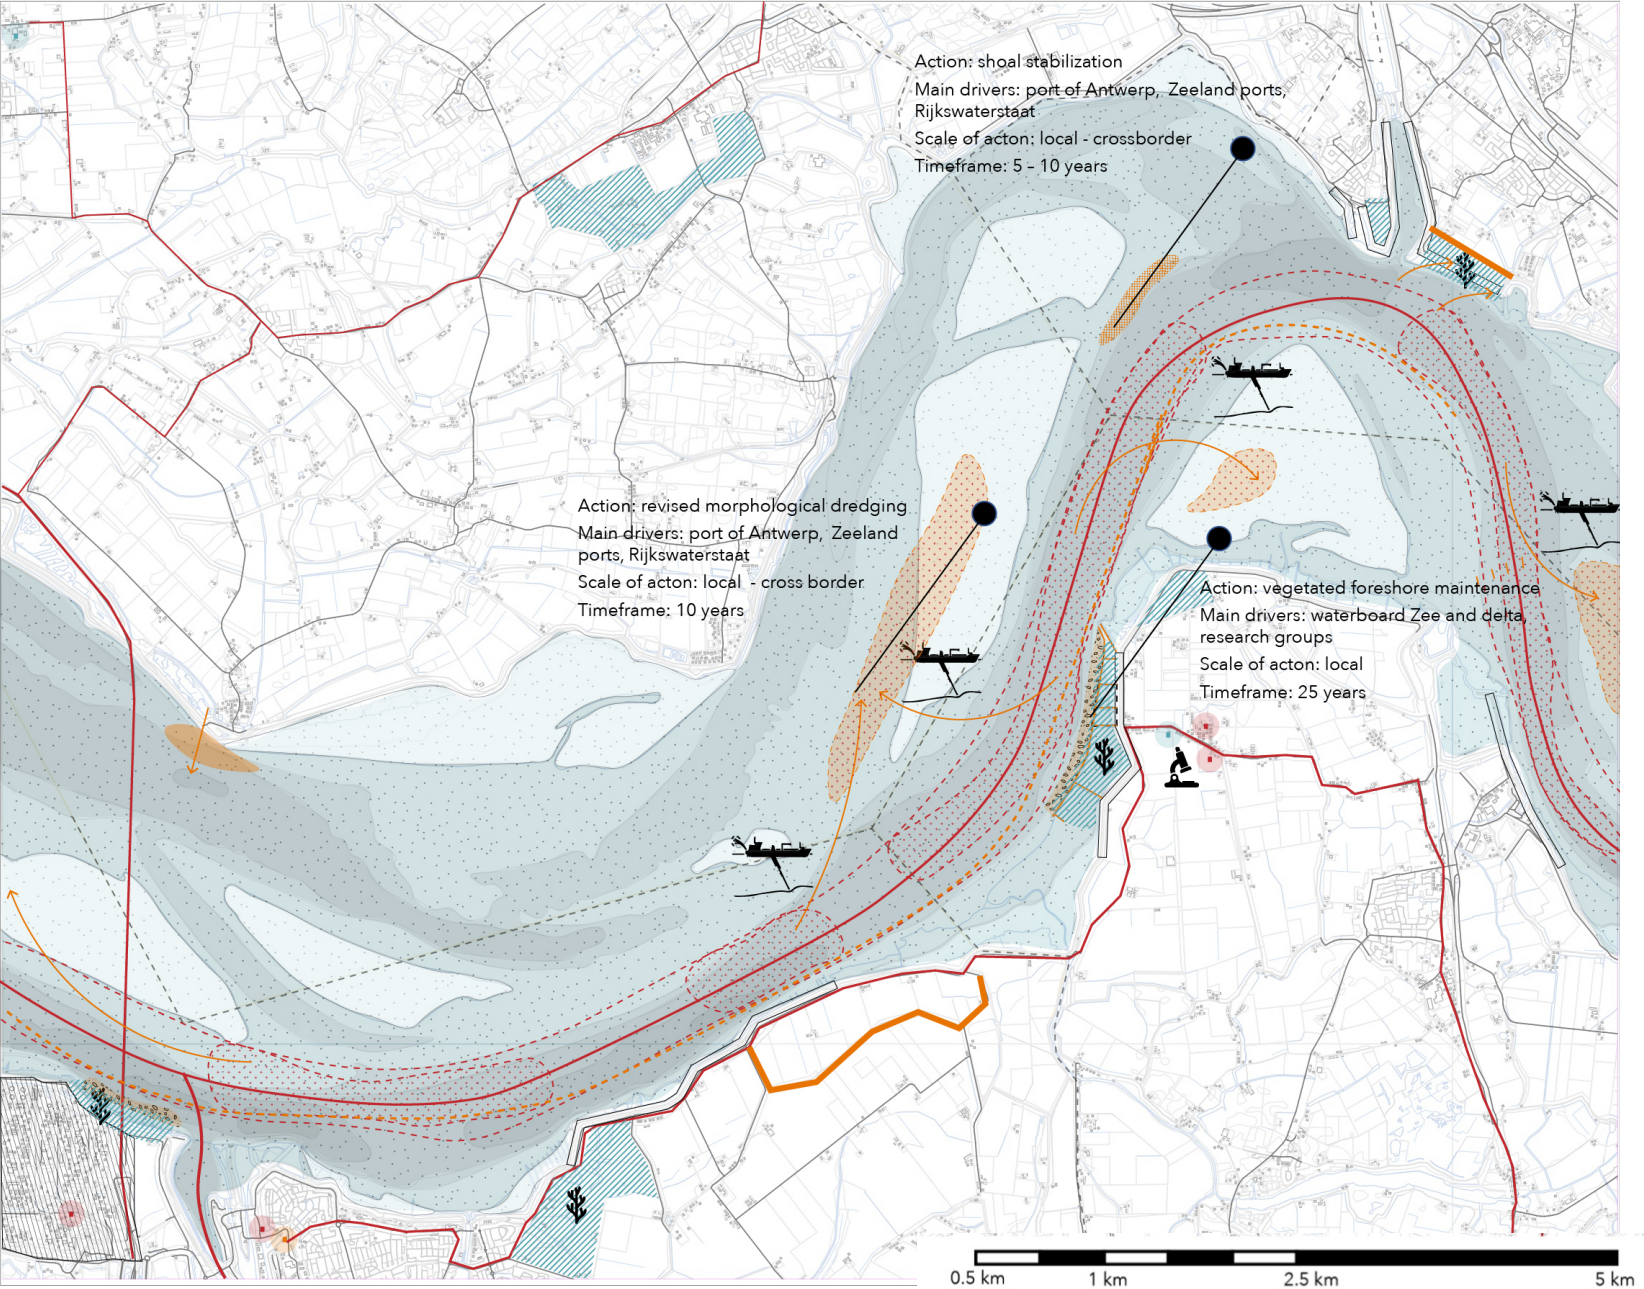 Action: shoal stabilization
Main drivers: port of Antwerp, Zeeland ports,
Rijkswaterstaat
Scale of acton: local - crossborder
Timeframe: 5 – 10 years
Action: revised morphological dredging
Main drivers: port of Antwerp, Zeeland
ports, Rijkswaterstaat
Scale of acton: local - cross border
Timeframe: 10 years
Action: vegetated foreshore maintenance
Main drivers: waterboard Zee and delta,
research groups
Scale of acton: local
Timeframe: 25 years
0.5 km 1 km 2.5 km 5 km